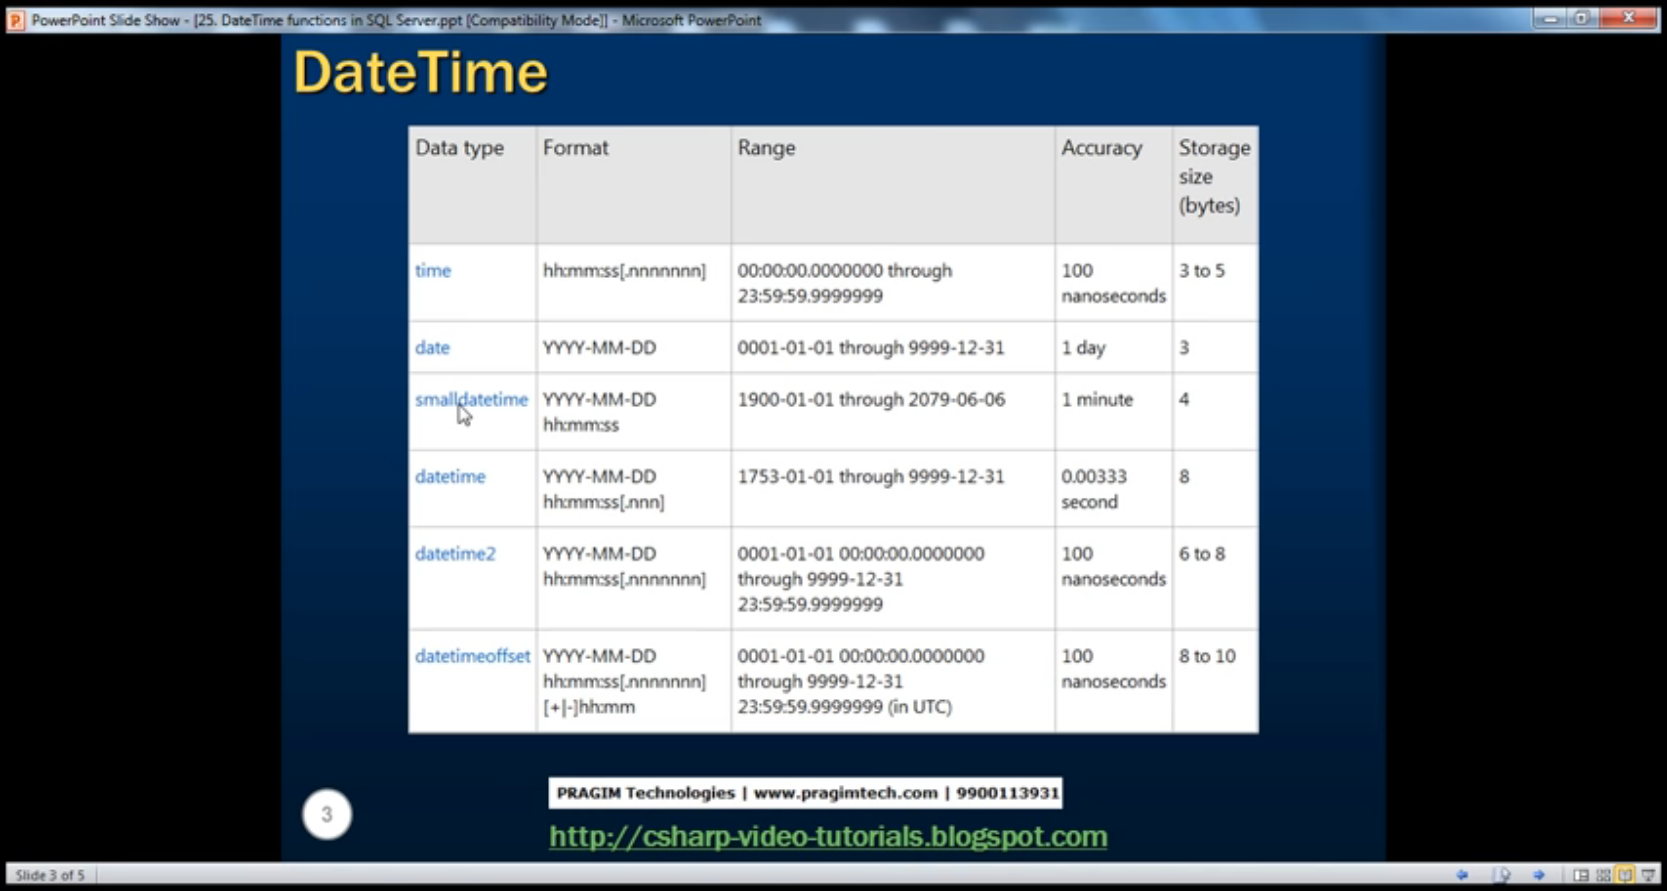 PowerPoint Slide Show - [25. DateTime functions in SQL Server.ppt [Compatibility Mode]] - Microsoft PowerPoint
DateTime
Data type Format Range Accuracy Storage size (bytes)
time hh:mm:ss[.nnnnnnn] 00:00:00.0000000 through 23:59:59.9999999 100 nanoseconds 3 to 5
date YYYY-MM-DD 0001-01-01 through 9999-12-31 1 day 3
smalldatetime YYYY-MM-DD hh:mm:ss 1900-01-01 through 2079-06-06 1 minute 4
datetime YYYY-MM-DD hh:mm:ss[.nnn] 1753-01-01 through 9999-12-31 0.00333 second 8
datetime2 YYYY-MM-DD hh:mm:ss[.nnnnnnn] 0001-01-01 00:00:00.0000000 through 9999-12-31 23:59:59.9999999 100 nanoseconds 6 to 8
datetimeoffset YYYY-MM-DD hh:mm:ss[.nnnnnnn] [+|-]hh:mm 0001-01-01 00:00:00.0000000 through 9999-12-31 23:59:59.9999999 (in UTC) 100 nanoseconds 8 to 10
PRAGIM Technologies | www.pragimtech.com | 9900113931
3
http://csharp-video-tutorials.blogspot.com
Slide 3 of 5